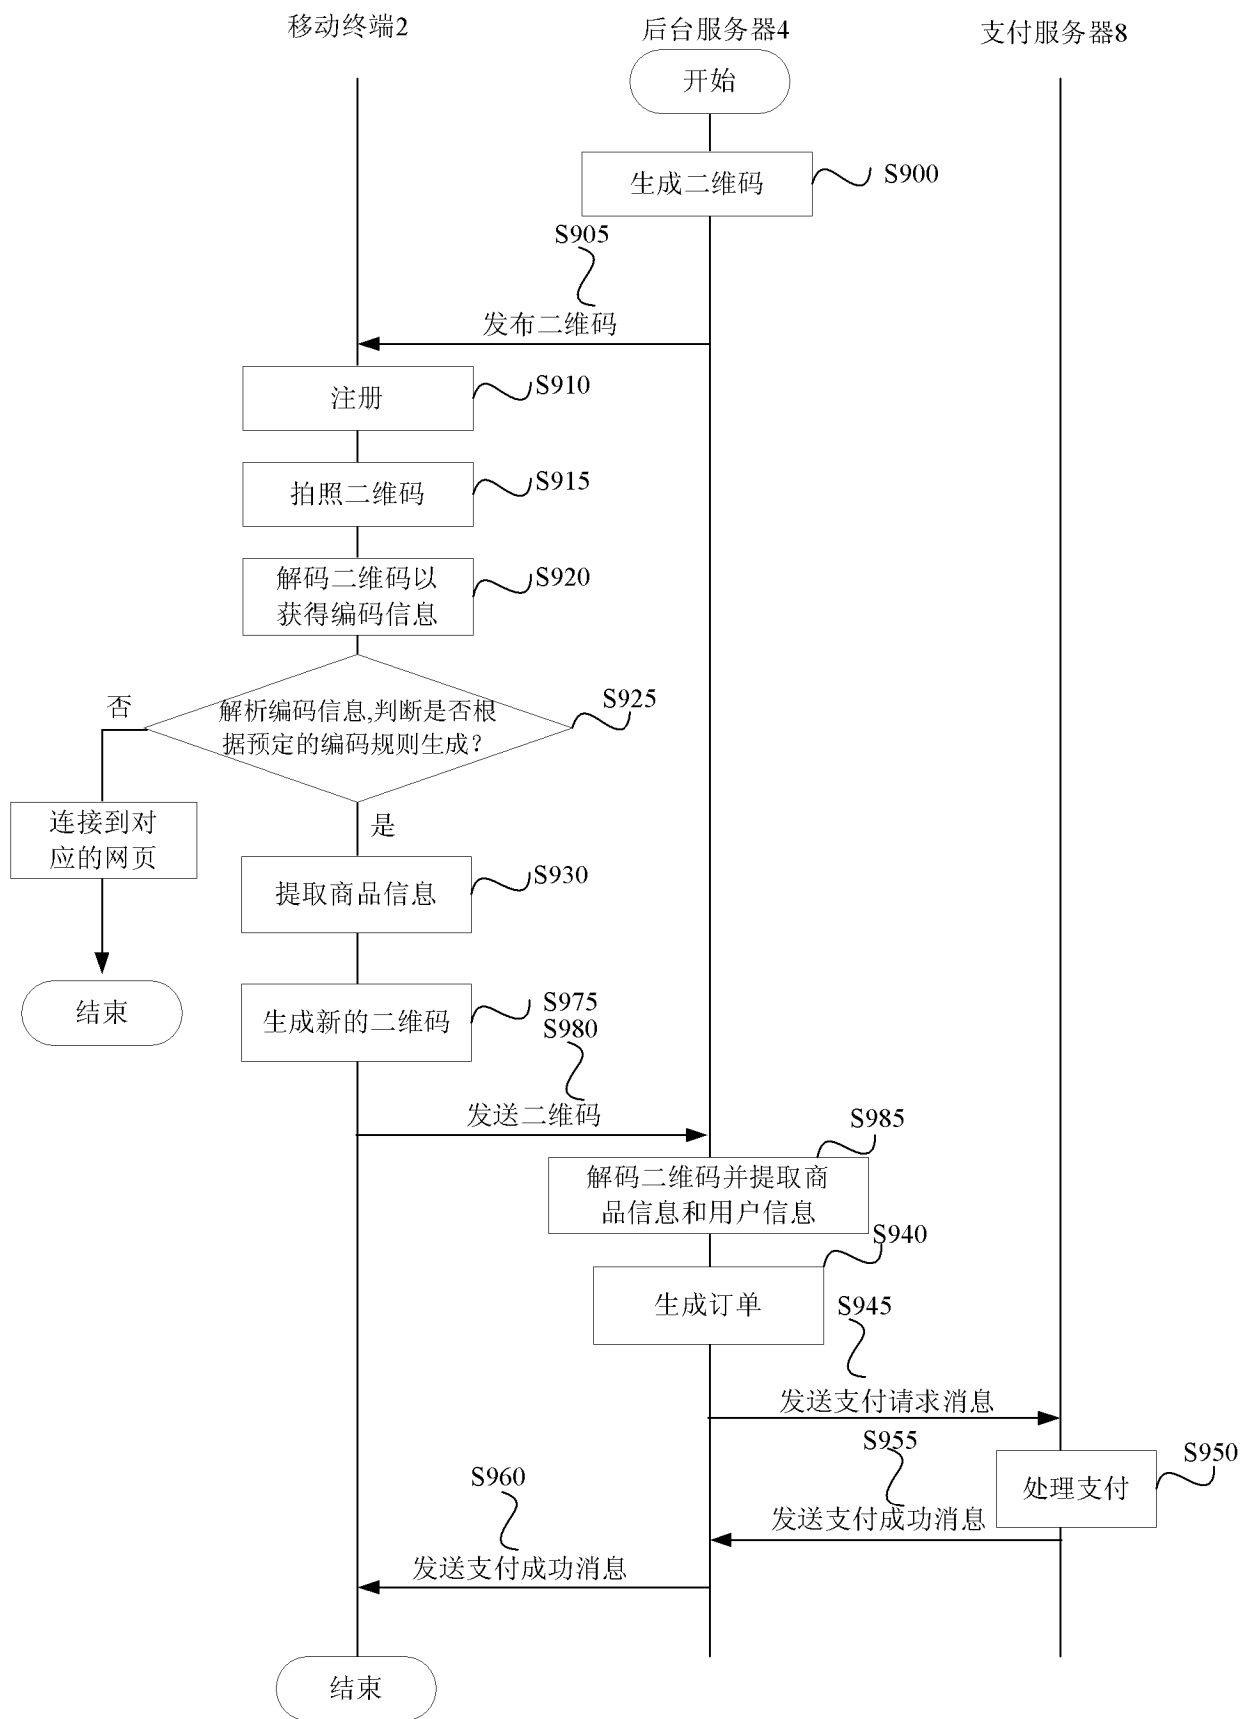 移动终端2
后台服务器4
支付服务器8
开始
生成二维码
S900
S905
发布二维码
注册
S910
拍照二维码
S915
解码二维码以
获得编码信息
S920
否
解析编码信息,判断是否根
据预定的编码规则生成?
S925
连接到对
应的网页
是
提取商品信息
S930
结束
生成新的二维码
S975
S980
发送二维码
S985
解码二维码并提取商
品信息和用户信息
S940
生成订单
S945
发送支付请求消息
S955
S950
处理支付
S960
发送支付成功消息
发送支付成功消息
结束